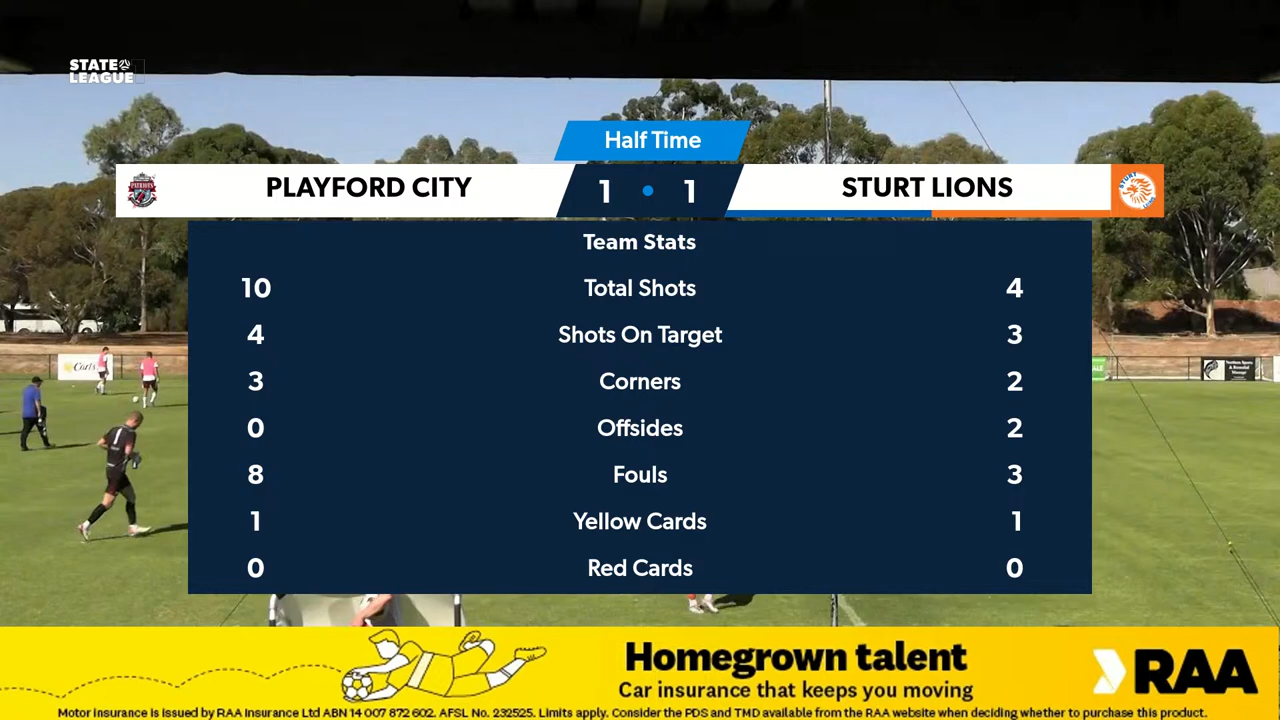 STATE
LEAGUE
Half Time
PLAYFORD CITY 1 • 1 STURT LIONS
PATRIOTS
STURT
LIONS
Team Stats
10 Total Shots 4
4 Shots On Target 3
3 Corners 2
0 Offsides 2
8 Fouls 3
1 Yellow Cards 1
0 Red Cards 0
Homegrown talent
Car insurance that keeps you moving
RAA
Motor insurance is issued by RAA Insurance Ltd ABN 14 007 872 602. AFSL No. 232525. Limits apply. Consider the PDS and TMD available from the RAA website when deciding whether to purchase this product.